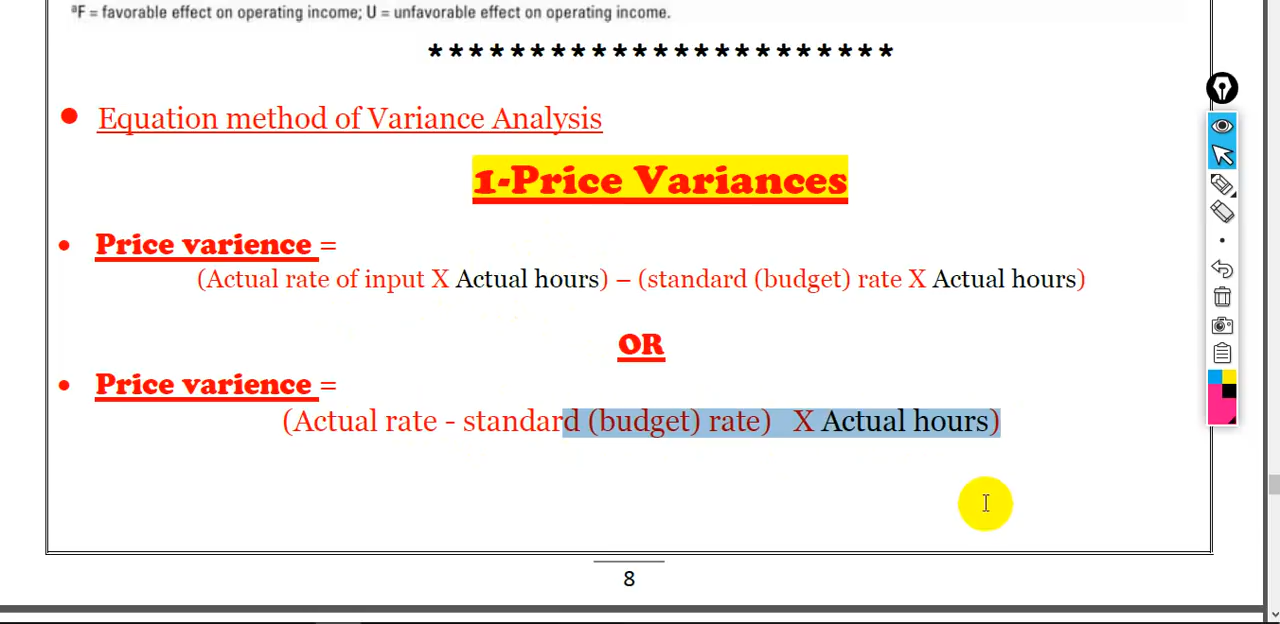 ªF = favorable effect on operating income; U = unfavorable effect on operating income.
***********************
● Equation method of Variance Analysis
1-Price Variances
• Price varience =
(Actual rate of input X Actual hours) – (standard (budget) rate X Actual hours)
OR
• Price varience =
(Actual rate - standard (budget) rate) X Actual hours)
8